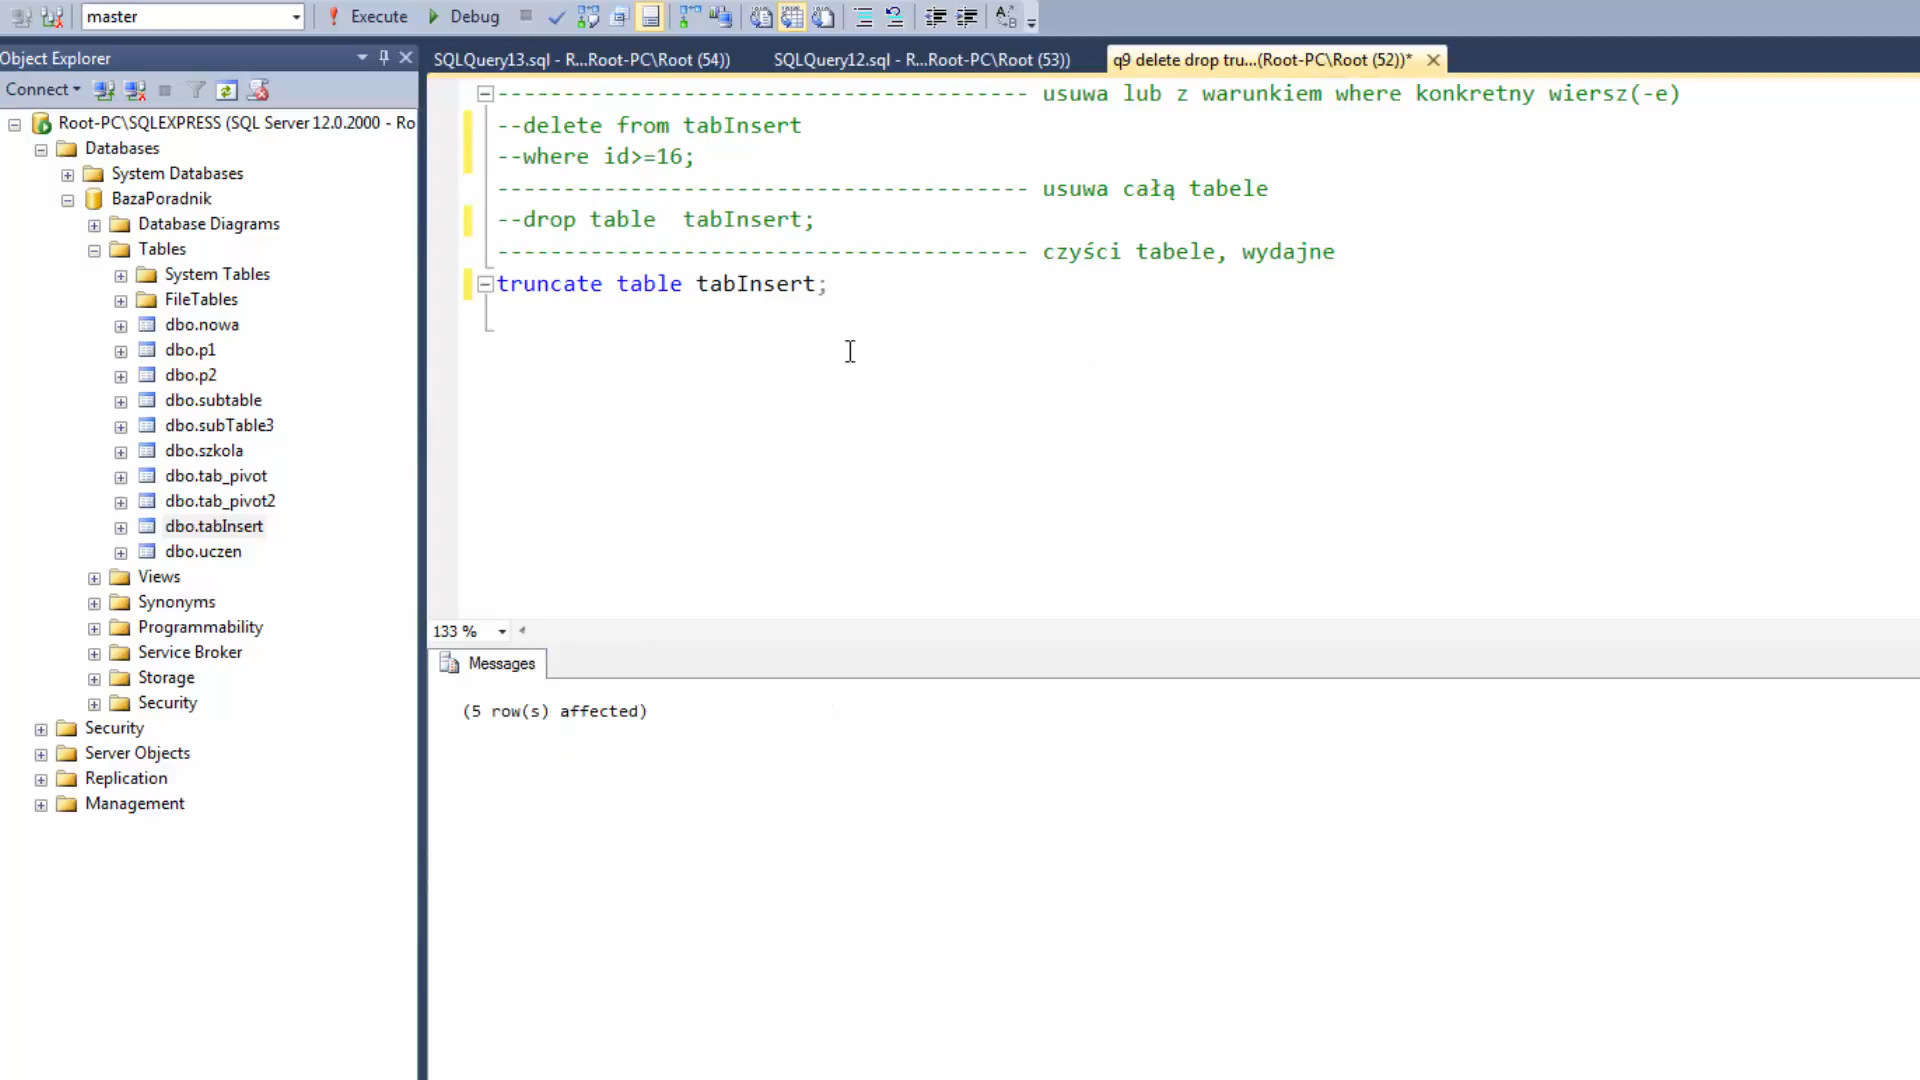 master
Execute
Debug
Object Explorer
SQLQuery13.sql - R...Root-PC\Root (54))
SQLQuery12.sql - R...Root-PC\Root (53))
q9 delete drop tru...(Root-PC\Root (52))*
Connect
Root-PC\SQLEXPRESS (SQL Server 12.0.2000 - Ro
Databases
System Databases
BazaPoradnik
Database Diagrams
Tables
System Tables
FileTables
dbo.nowa
dbo.p1
dbo.p2
dbo.subtable
dbo.subTable3
dbo.szkola
dbo.tab_pivot
dbo.tab_pivot2
dbo.tabInsert
dbo.uczen
Views
Synonyms
Programmability
Service Broker
Storage
Security
Security
Server Objects
Replication
Management
---------------------------------------- usuwa lub z warunkiem where konkretny wiersz(-e)
--delete from tabInsert
--where id>=16;
---------------------------------------- usuwa całą tabele
--drop table  tabInsert;
---------------------------------------- czyści tabele, wydajne
truncate table tabInsert;
133 %
Messages
(5 row(s) affected)